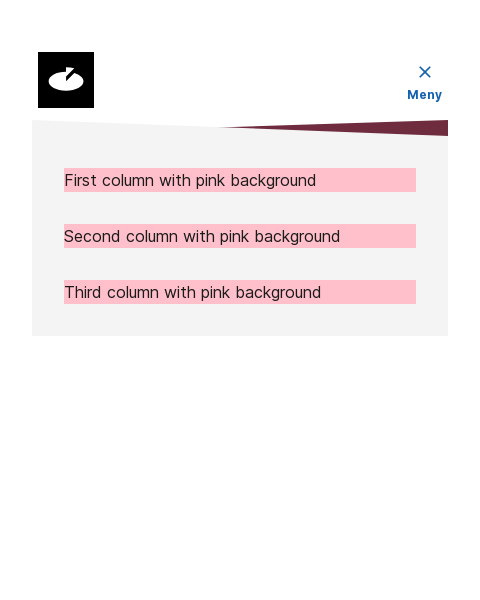 Meny
First column with pink background
Second column with pink background
Third column with pink background